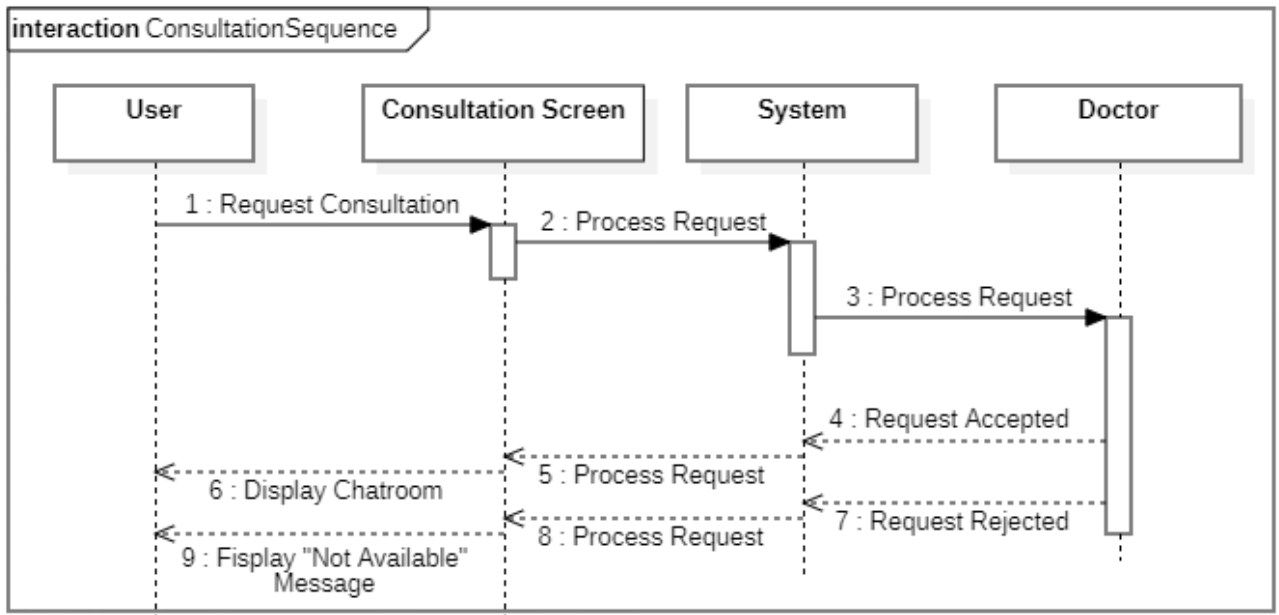 interaction ConsultationSequence
User
Consultation Screen
System
Doctor
1 : Request Consultation
2 : Process Request
3 : Process Request
4 : Request Accepted
5 : Process Request
6 : Display Chatroom
7 : Request Rejected
8 : Process Request
9 : Fisplay "Not Available"
Message